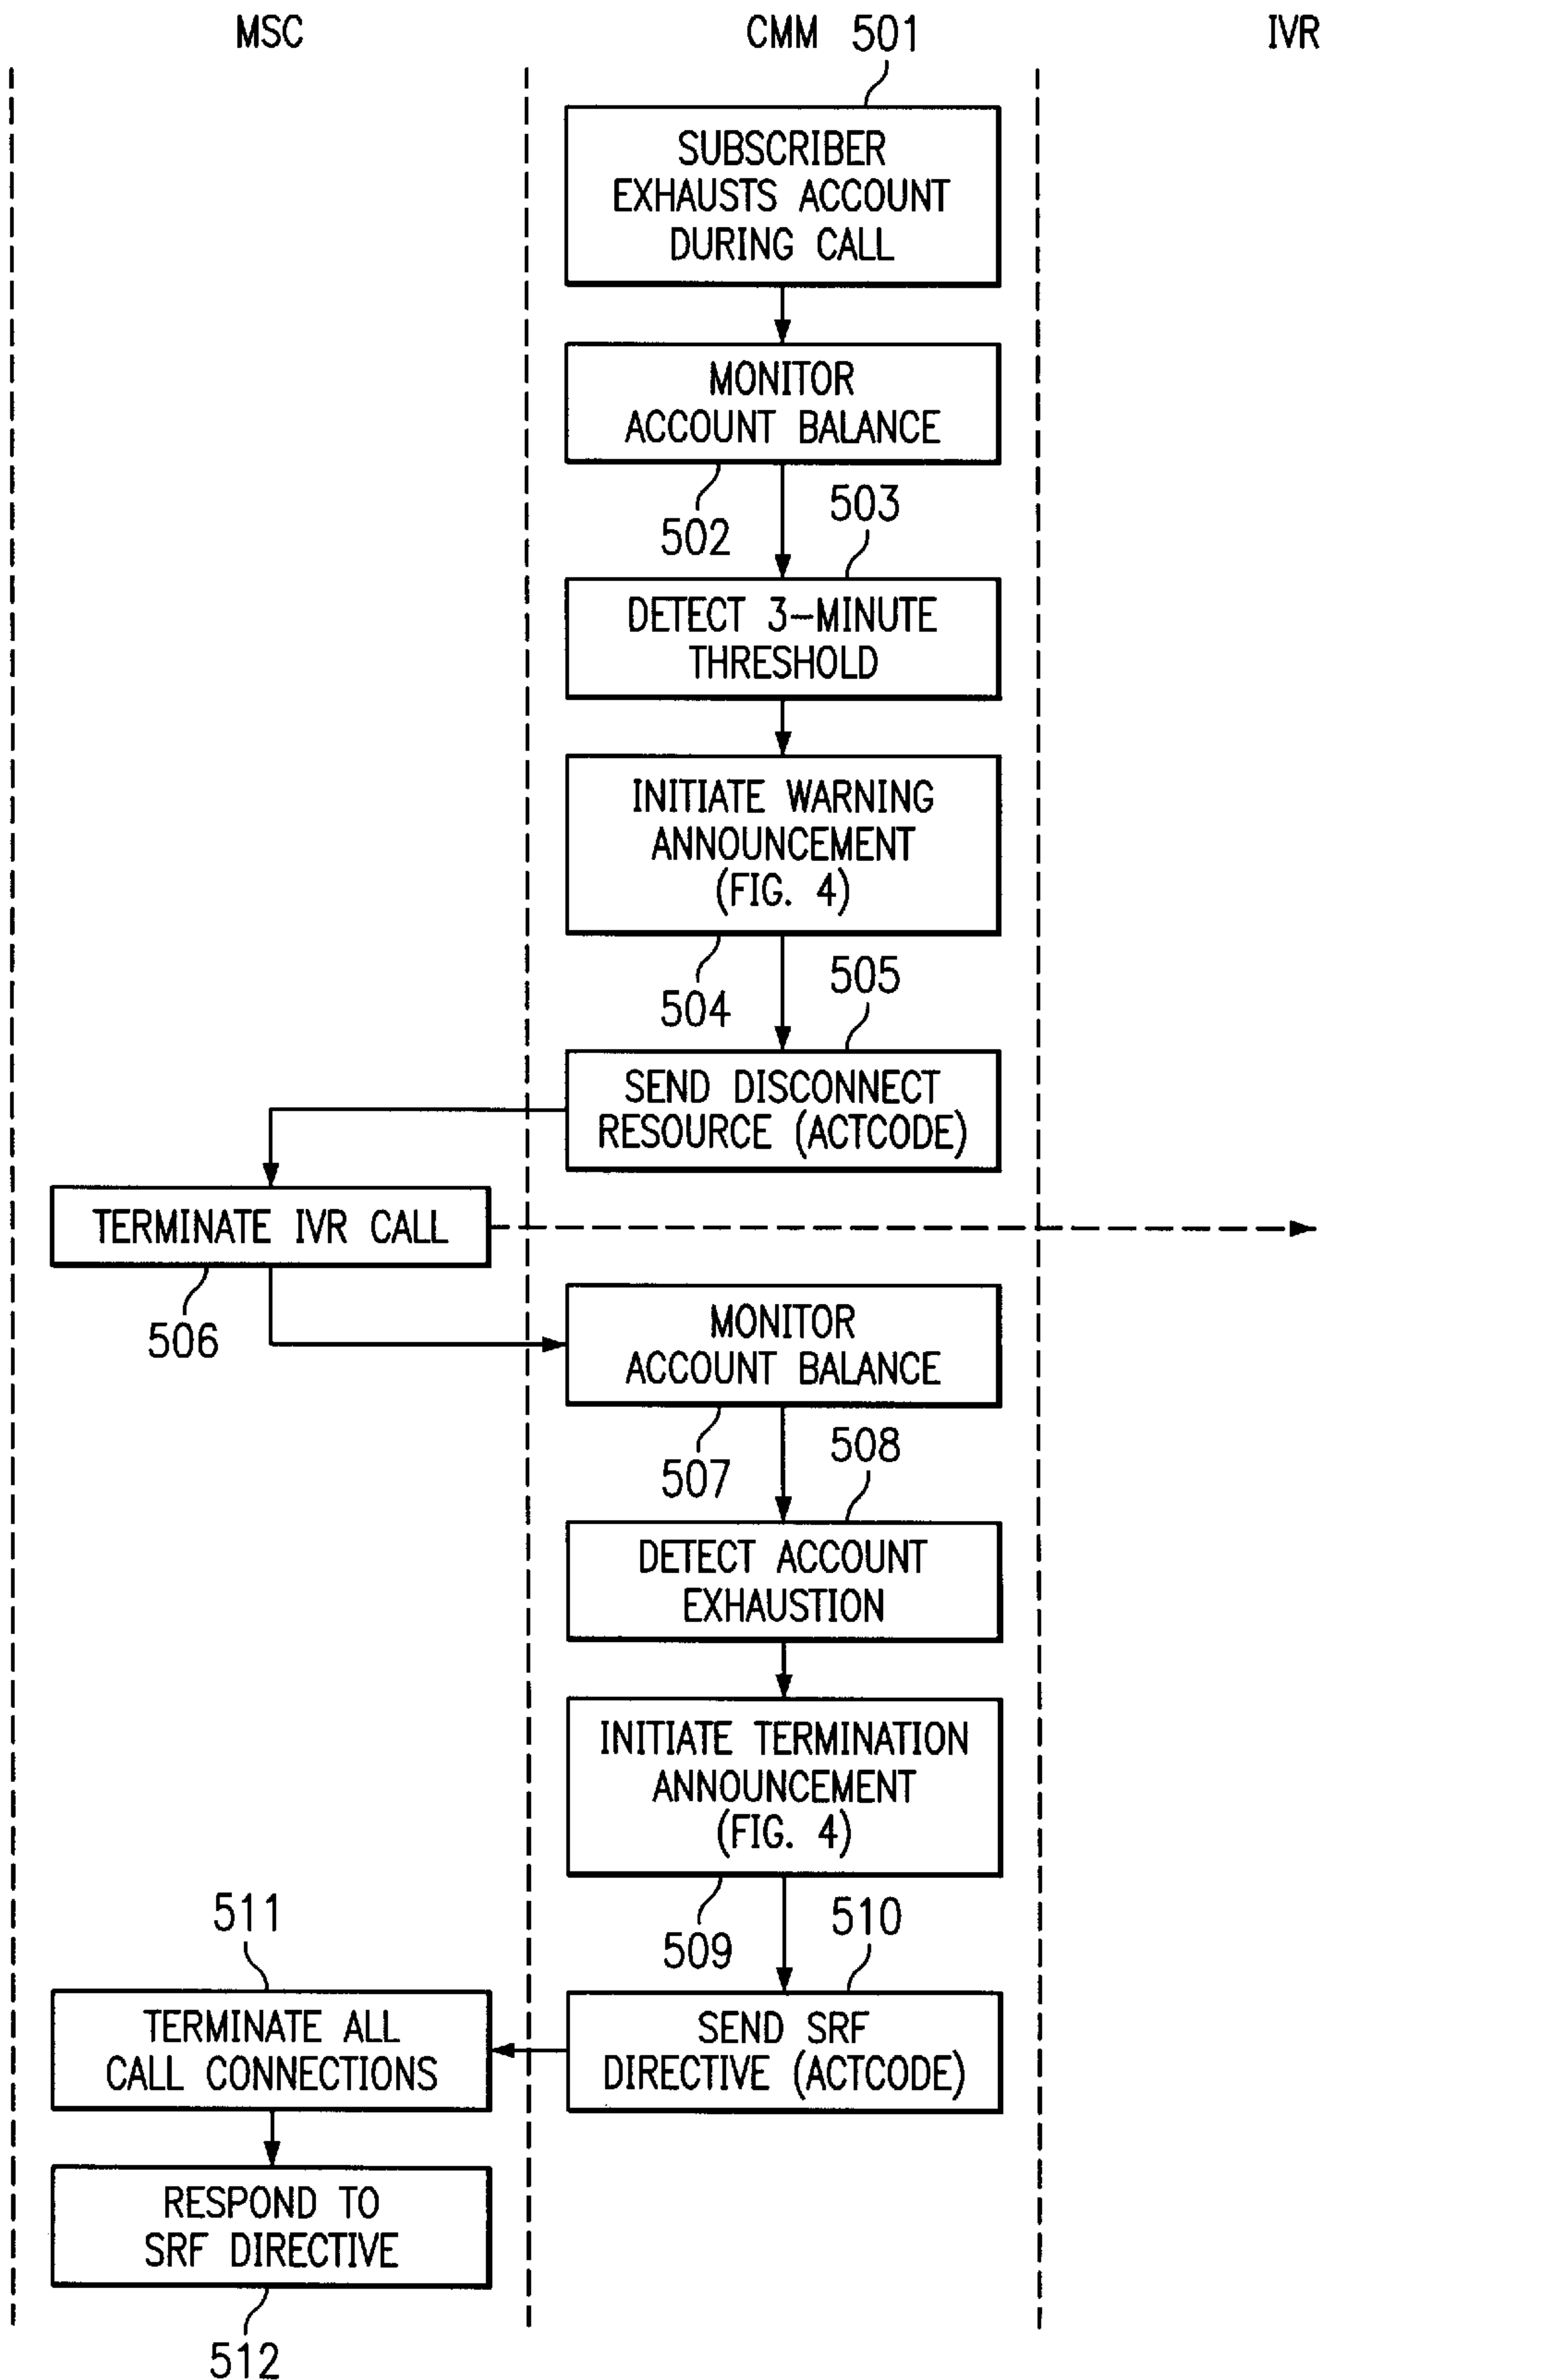 MSC
CMM
IVR
501
SUBSCRIBER
EXHAUSTS ACCOUNT
DURING CALL
MONITOR
ACCOUNT BALANCE
502
503
DETECT 3-MINUTE
THRESHOLD
INITIATE WARNING
ANNOUNCEMENT
(FIG. 4)
504
505
SEND DISCONNECT
RESOURCE (ACTCODE)
TERMINATE IVR CALL
506
MONITOR
ACCOUNT BALANCE
507
508
DETECT ACCOUNT
EXHAUSTION
INITIATE TERMINATION
ANNOUNCEMENT
(FIG. 4)
509
510
SEND SRF
DIRECTIVE (ACTCODE)
511
TERMINATE ALL
CALL CONNECTIONS
RESPOND TO
SRF DIRECTIVE
512